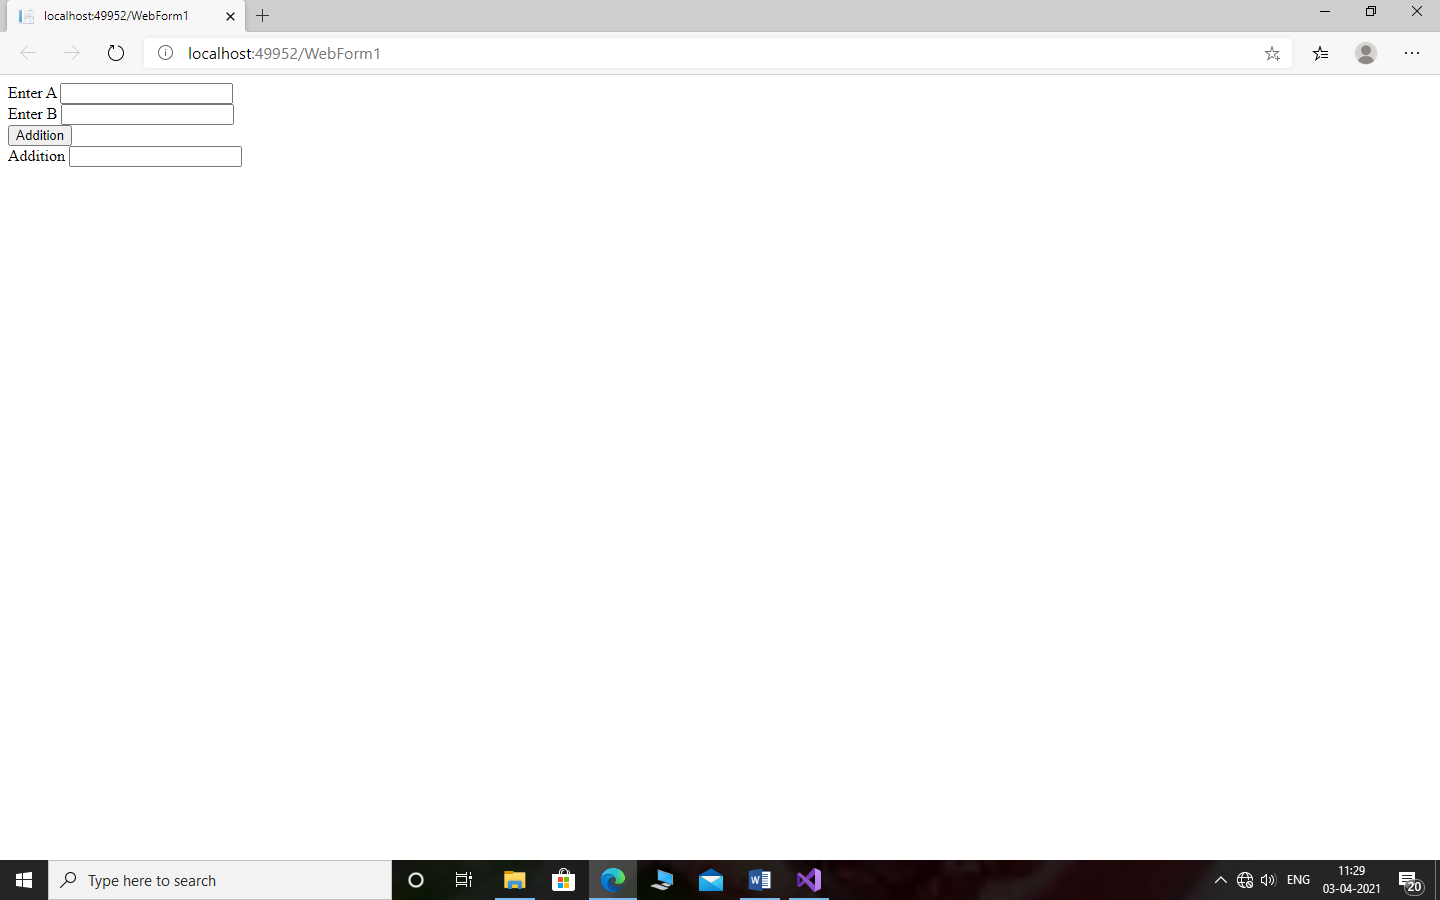 localhost:49952/WebForm1
localhost:49952/WebForm1
Enter A
Enter B
Addition
Addition
Type here to search
ENG
11:29
03-04-2021
20